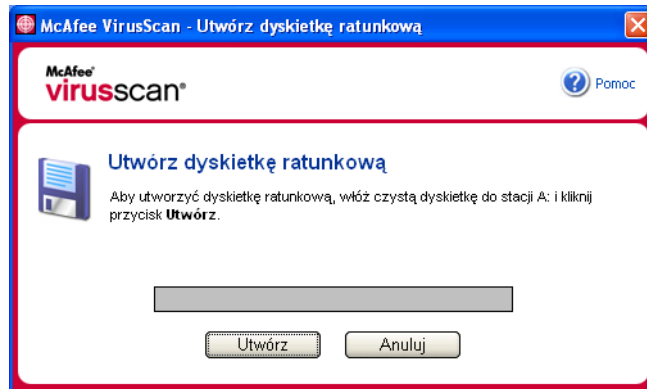 McAfee VirusScan - Utwórz dyskietkę ratunkową
McAfee®
virusscan®
Pomoc
Utwórz dyskietkę ratunkową
Aby utworzyć dyskietkę ratunkową, włóż czystą dyskietkę do stacji A: i kliknij
przycisk Utwórz.
Utwórz
Anuluj